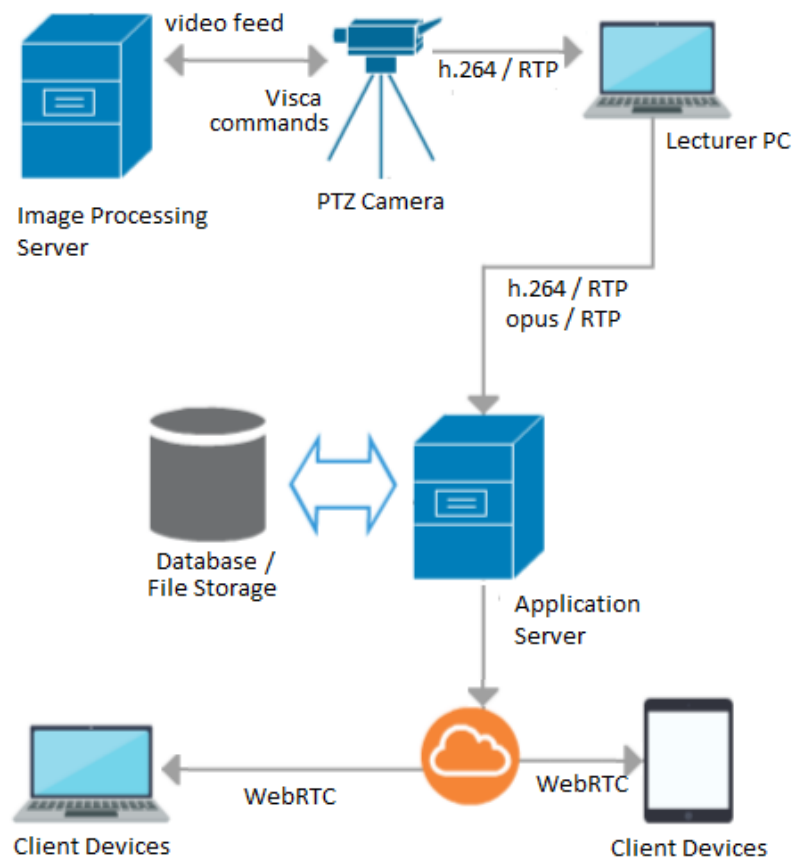 video feed
Visca
commands
h.264 / RTP
Lecturer PC
PTZ Camera
Image Processing
Server
h.264 / RTP
opus / RTP
Database /
File Storage
Application
Server
WebRTC
WebRTC
Client Devices
Client Devices